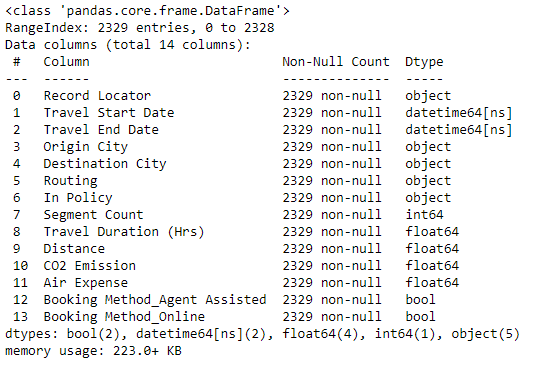 <class 'pandas.core.frame.DataFrame'>
RangeIndex: 2329 entries, 0 to 2328
Data columns (total 14 columns):
 #   Column                         Non-Null Count  Dtype
---  ------                         --------------  -----
 0   Record Locator                 2329 non-null   object
 1   Travel Start Date              2329 non-null   datetime64[ns]
 2   Travel End Date                2329 non-null   datetime64[ns]
 3   Origin City                    2329 non-null   object
 4   Destination City               2329 non-null   object
 5   Routing                        2329 non-null   object
 6   In Policy                      2329 non-null   object
 7   Segment Count                  2329 non-null   int64
 8   Travel Duration (Hrs)          2329 non-null   float64
 9   Distance                       2329 non-null   float64
 10  CO2 Emission                   2329 non-null   float64
 11  Air Expense                    2329 non-null   float64
 12  Booking Method_Agent Assisted  2329 non-null   bool
 13  Booking Method_Online          2329 non-null   bool
dtypes: bool(2), datetime64[ns](2), float64(4), int64(1), object(5)
memory usage: 223.0+ KB